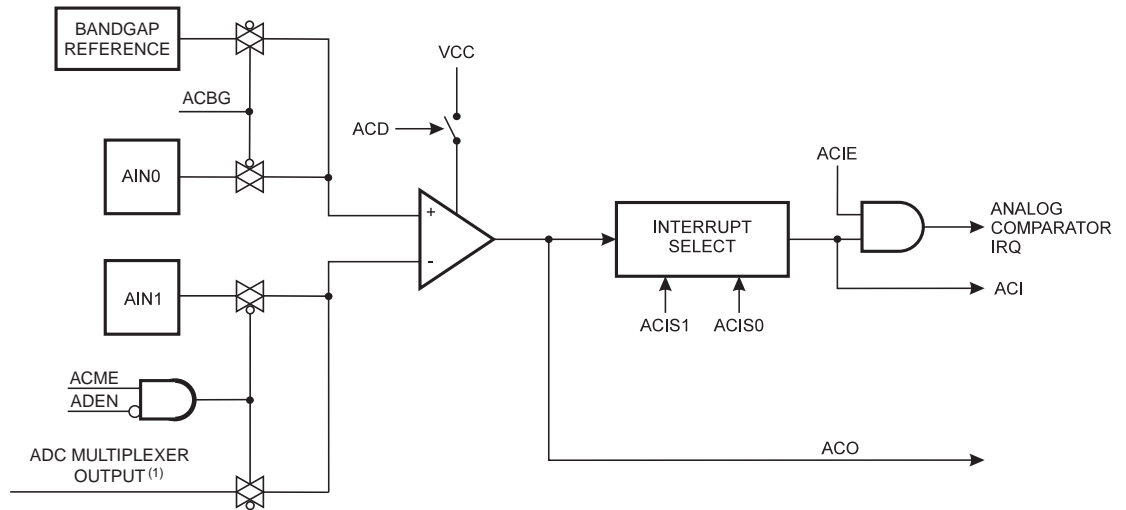 BANDGAP
REFERENCE
VCC
ACBG
ACD
ACIE
AIN0
+
-
INTERRUPT
SELECT
ANALOG
COMPARATOR
IRQ
AIN1
ACI
ACIS1 ACIS0
ACME
ADEN
ADC MULTIPLEXER
OUTPUT (1)
ACO